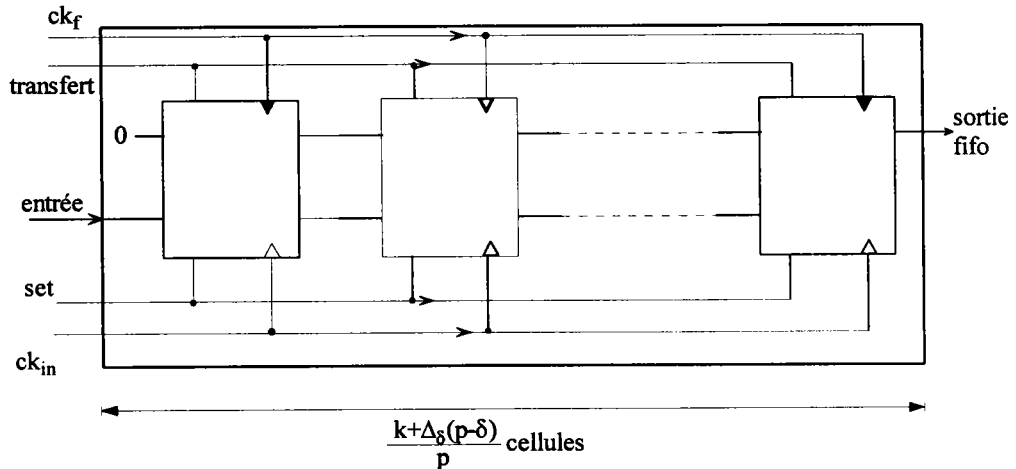 ck_f
transfert
0
sortie
fifo
entrée
set
ck_in
k+Δ_δ(p-δ)
p
cellules